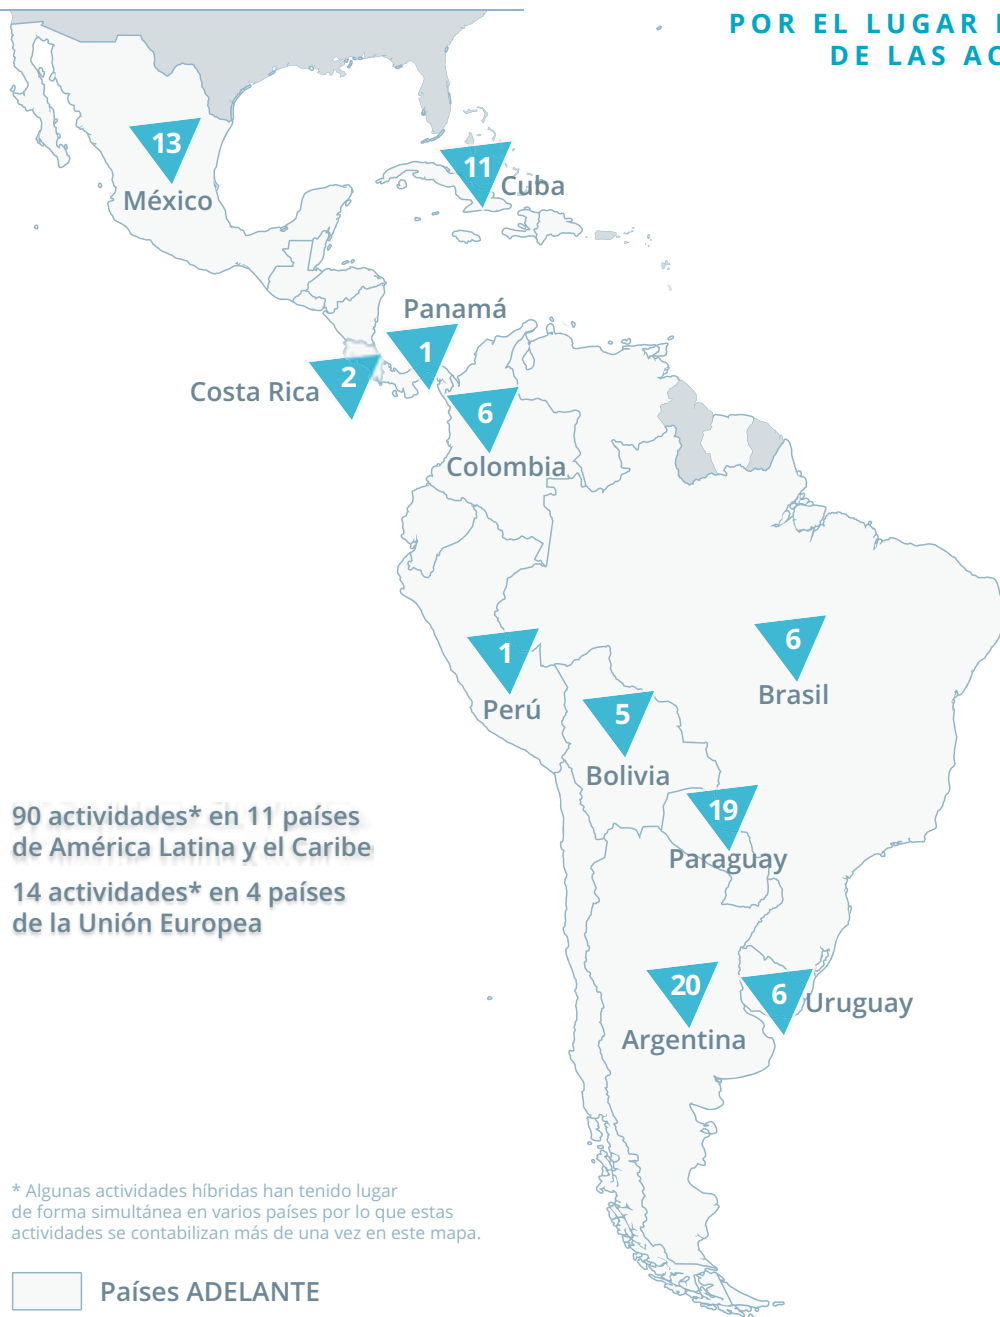 POR EL LUGAR
DE LAS
13
México
11
Cuba
Panamá
1
Costa Rica
2
6
Colombia
1
Perú
6
Brasil
5
Bolivia
19
Paraguay
90 actividades* en 11 países
de América Latina y el Caribe
14 actividades* en 4 países
de la Unión Europea
20
Argentina
6
Uruguay
* Algunas actividades híbridas han tenido lugar
de forma simultánea en varios países por lo que estas
actividades se contabilizan más de una vez en este mapa.
Países ADELANTE